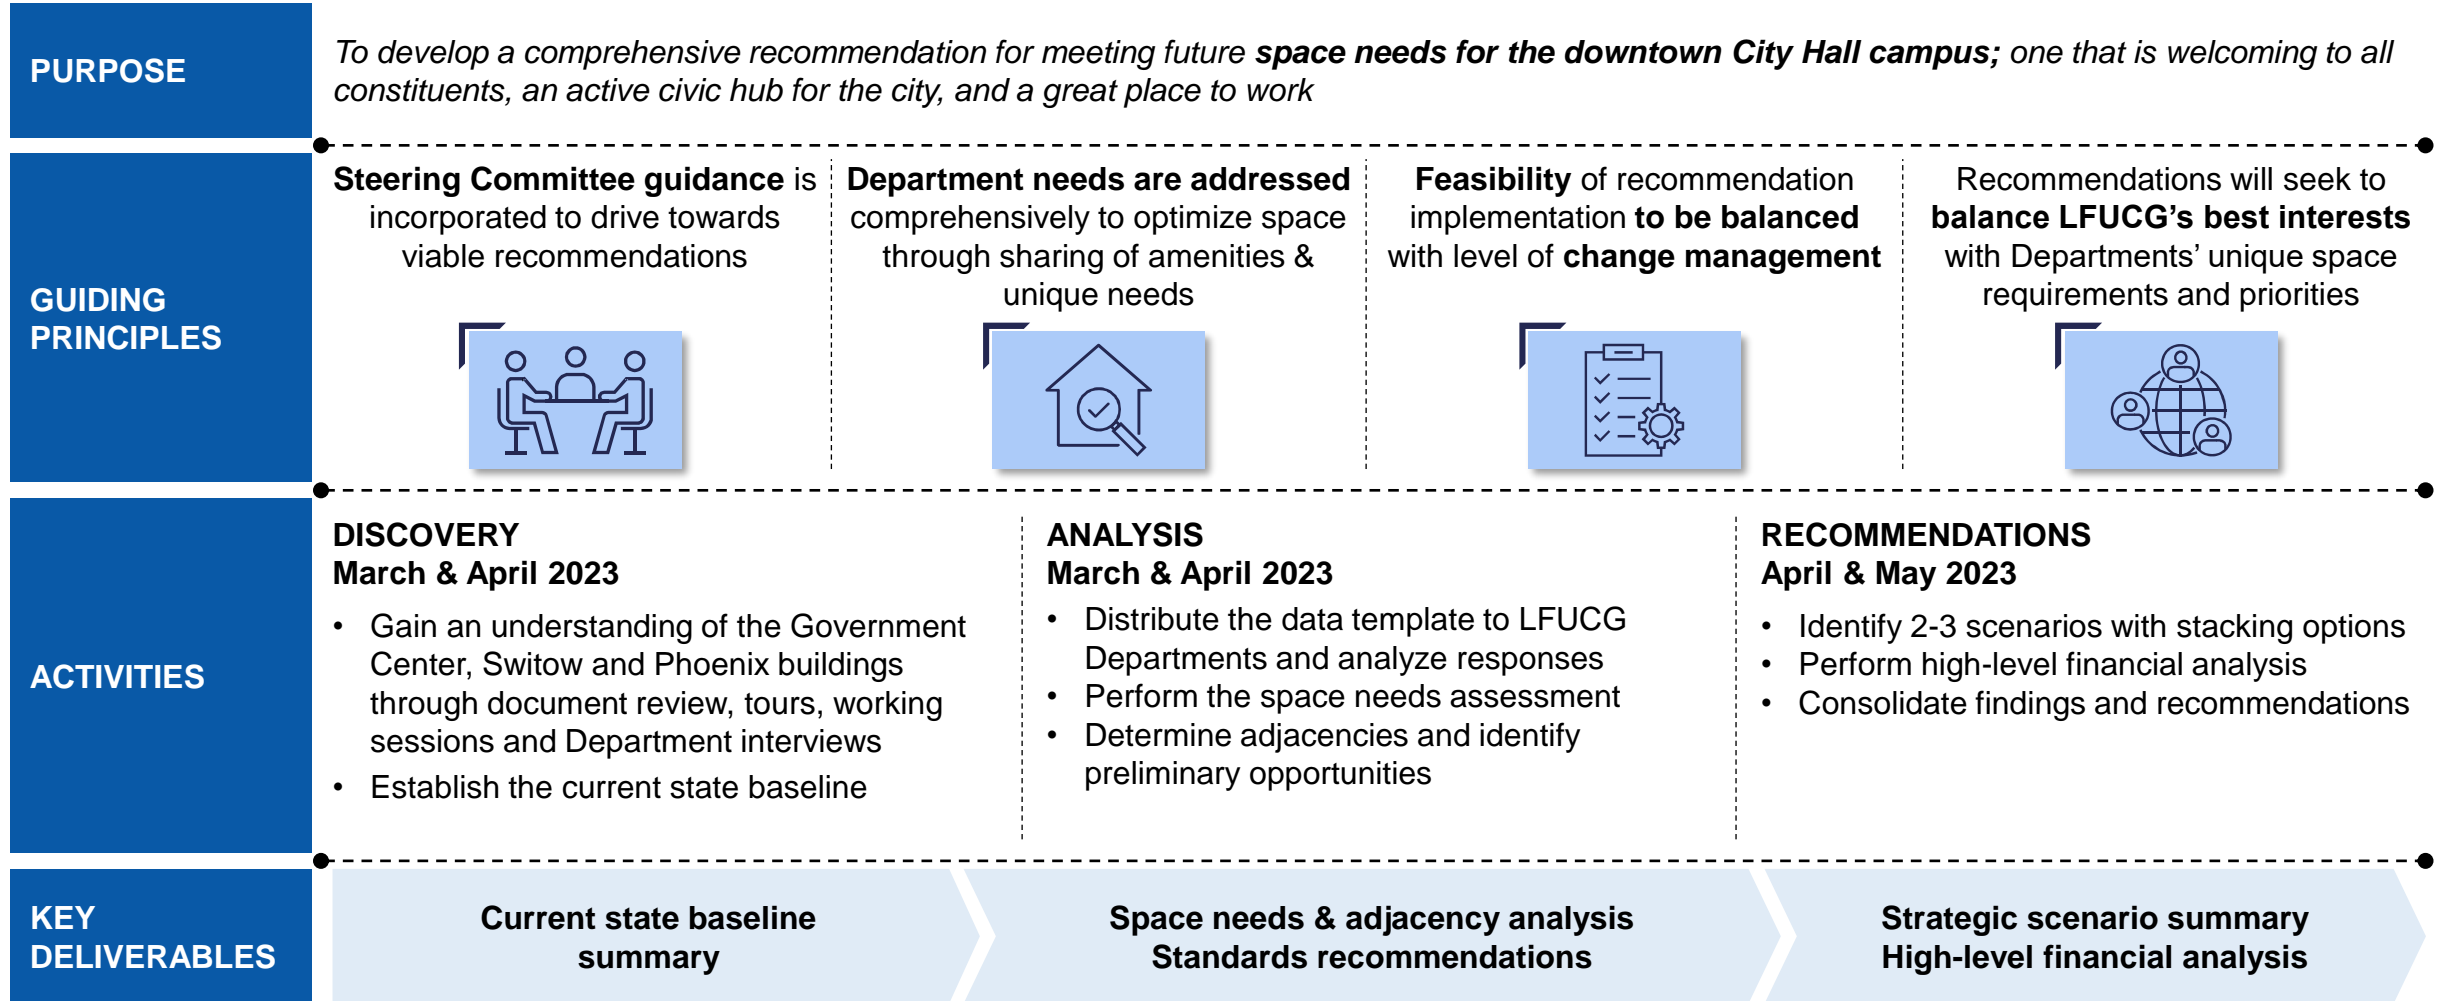 PURPOSE
To develop a comprehensive recommendation for meeting future space needs for the downtown City Hall campus; one that is welcoming to all
constituents, an active civic hub for the city, and a great place to work
GUIDING
PRINCIPLES
Steering Committee guidance is
incorporated to drive towards
viable recommendations
Department needs are addressed
comprehensively to optimize space
through sharing of amenities &
unique needs
Feasibility of recommendation
implementation to be balanced
with level of change management
Recommendations will seek to
balance LFUCG’s best interests
with Departments’ unique space
requirements and priorities
ACTIVITIES
DISCOVERY
March & April 2023
• Gain an understanding of the Government
Center, Switow and Phoenix buildings
through document review, tours, working
sessions and Department interviews
• Establish the current state baseline
ANALYSIS
March & April 2023
• Distribute the data template to LFUCG
Departments and analyze responses
• Perform the space needs assessment
• Determine adjacencies and identify
preliminary opportunities
RECOMMENDATIONS
April & May 2023
• Identify 2-3 scenarios with stacking options
• Perform high-level financial analysis
• Consolidate findings and recommendations
KEY
DELIVERABLES
Current state baseline
summary
Space needs & adjacency analysis
Standards recommendations
Strategic scenario summary
High-level financial analysis